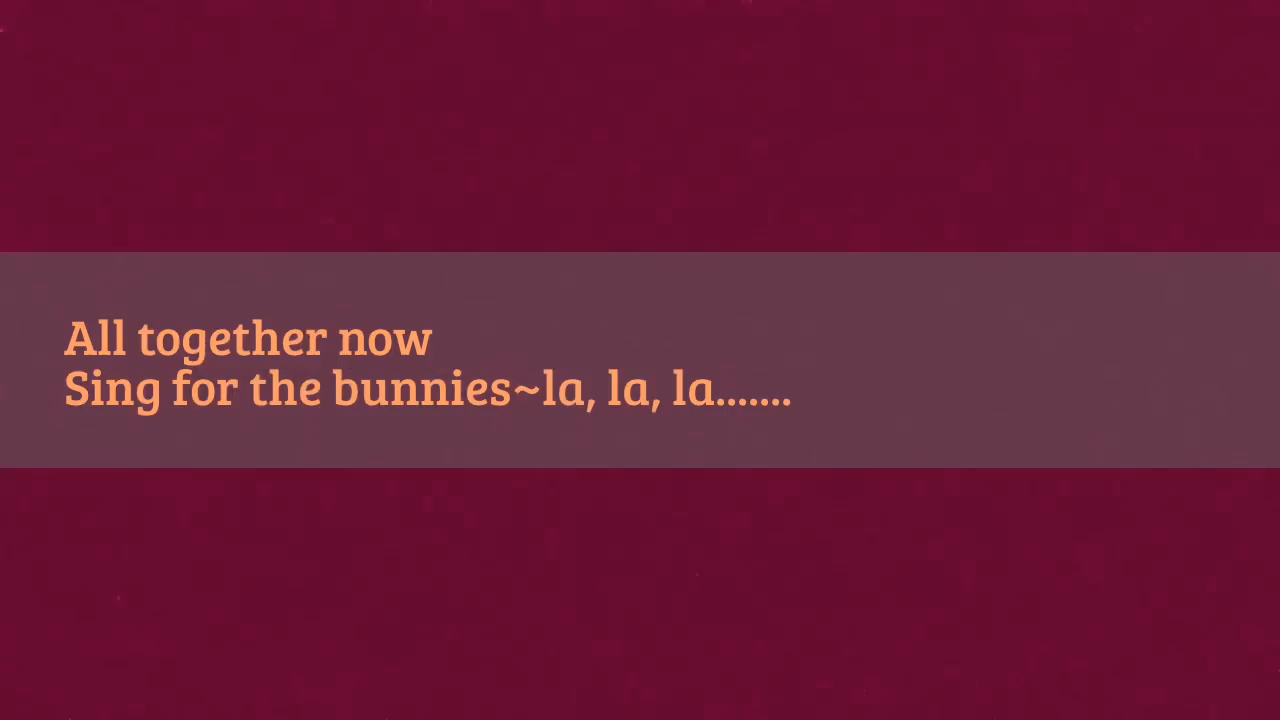 All together now
Sing for the bunnies~la, la, la.......